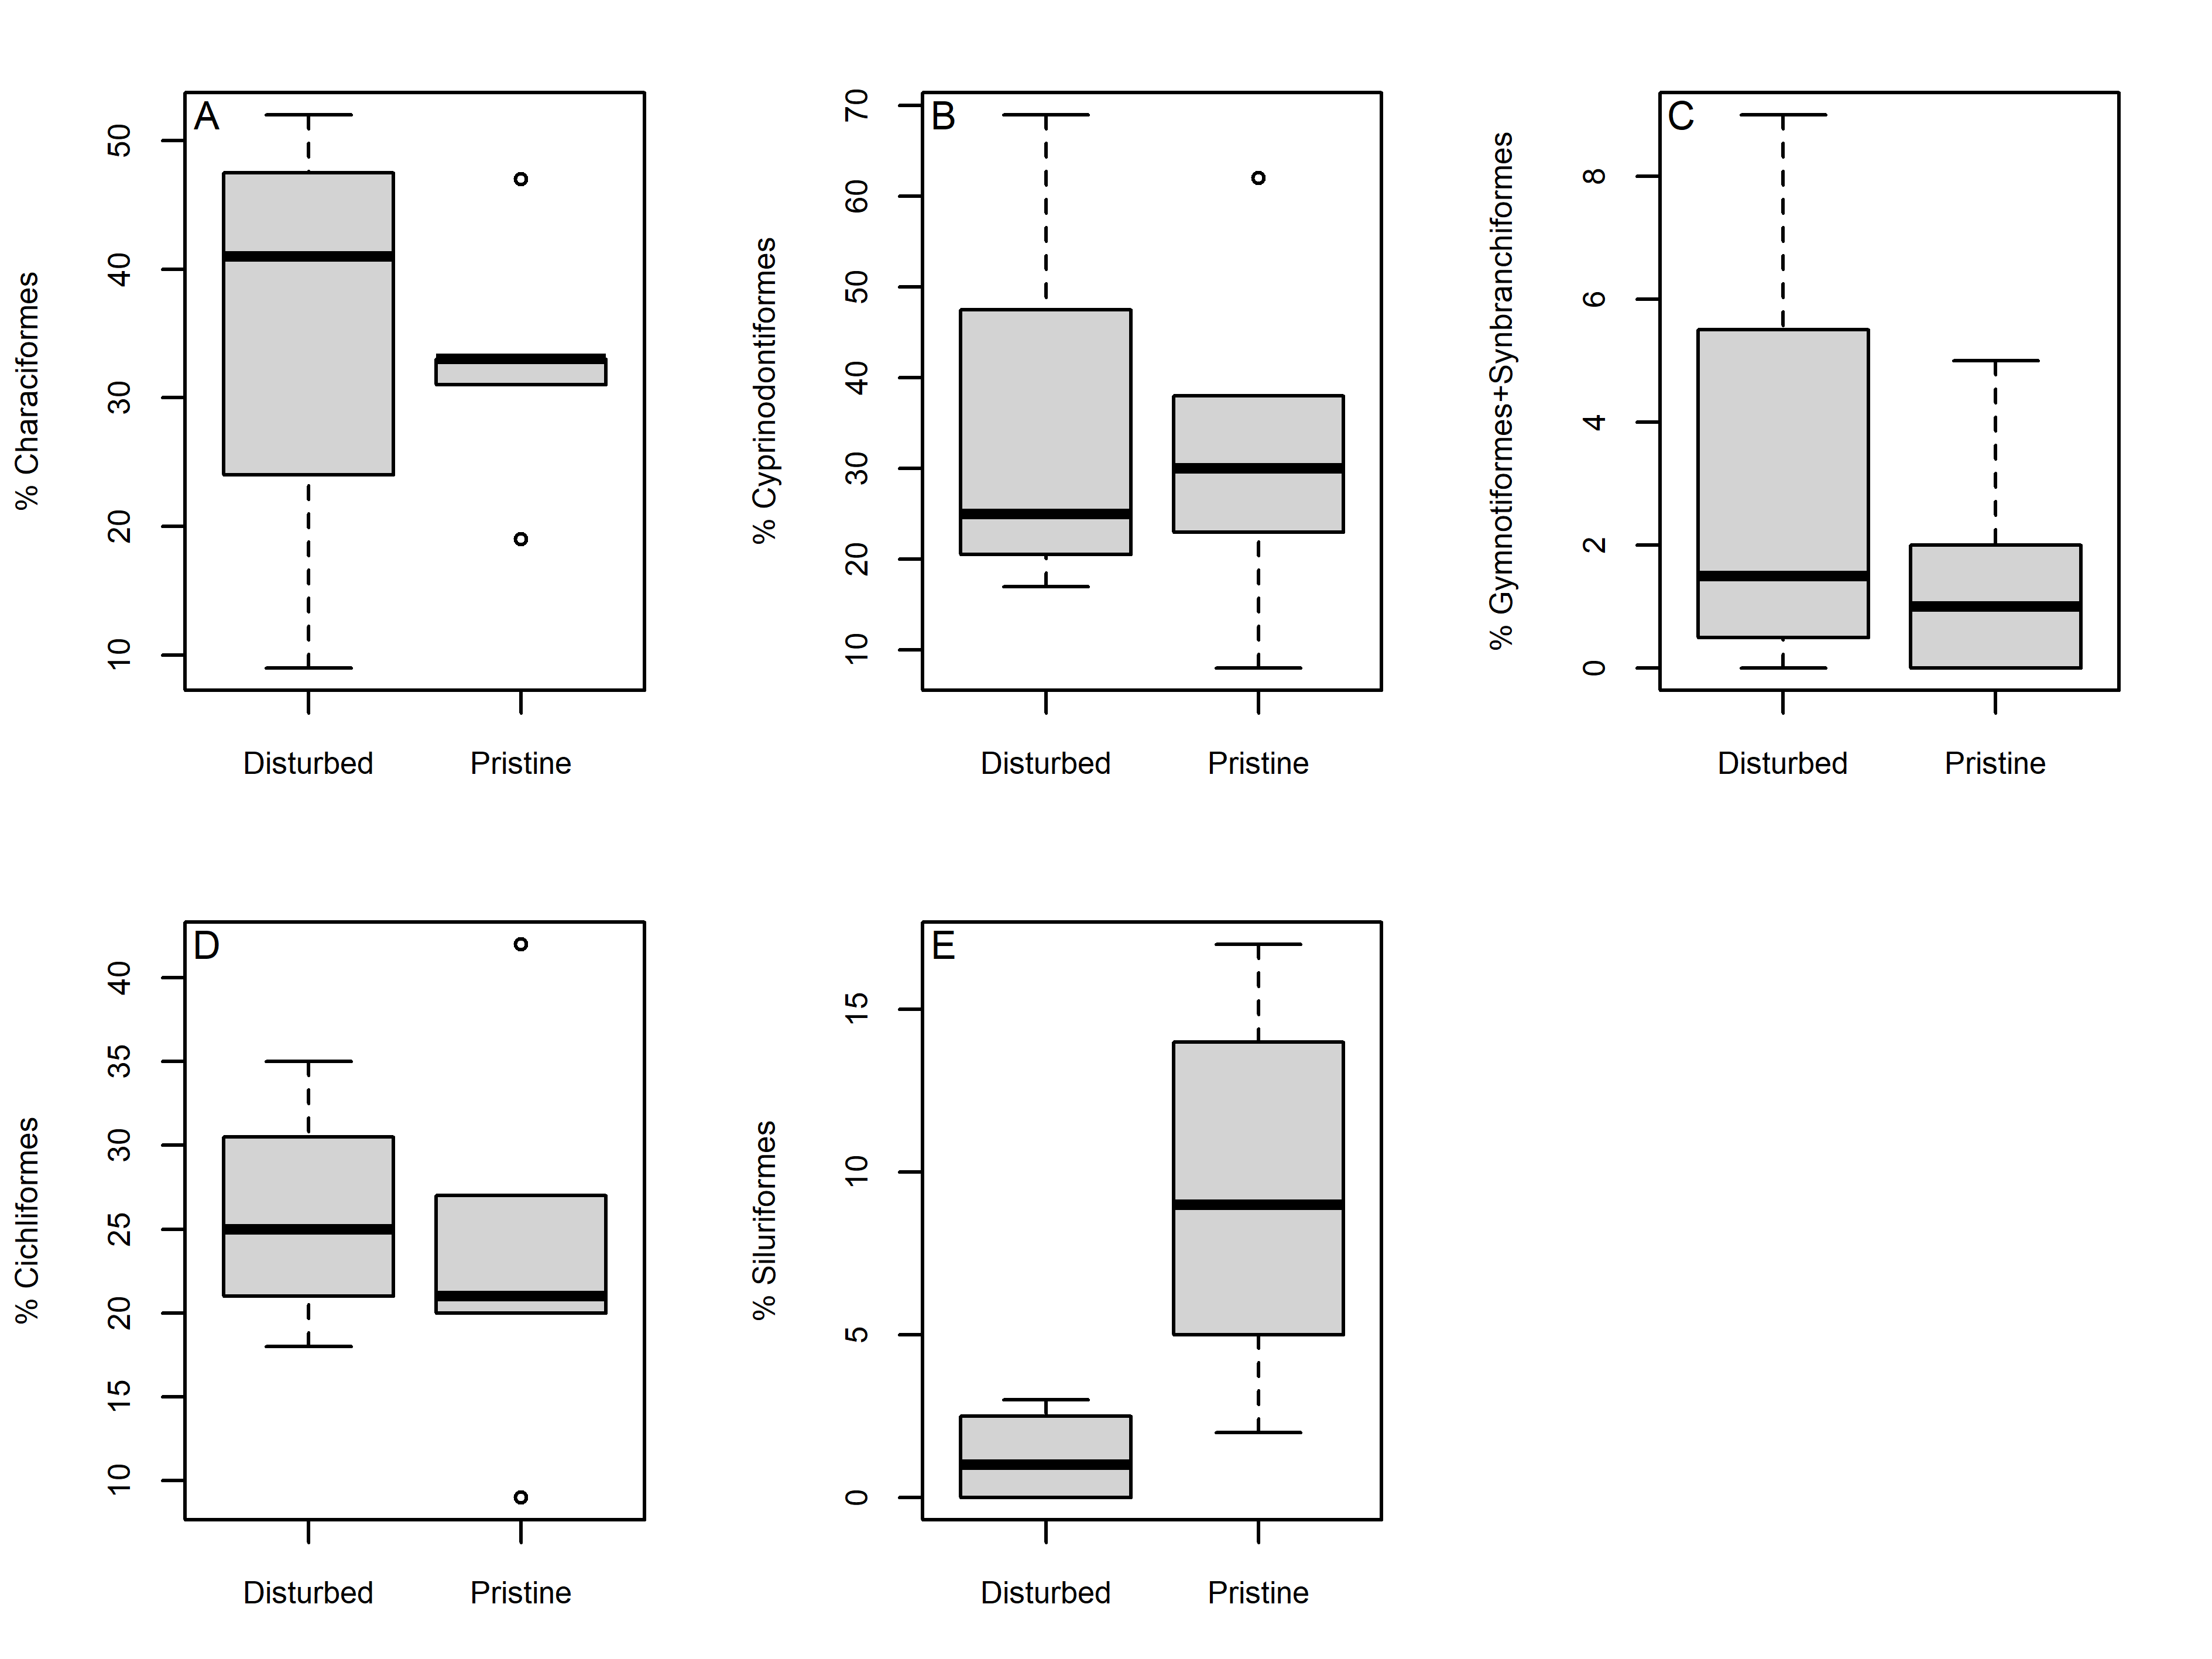 A
% Characiformes
50
40
30
20
10
Disturbed
Pristine
B
% Cyprinodontiformes
70
60
50
40
30
20
10
Disturbed
Pristine
C
% Gymnotiformes+Synbranchiformes
8
6
4
2
0
Disturbed
Pristine
D
% Cichliformes
40
35
30
25
20
15
10
Disturbed
Pristine
E
% Siluriformes
15
10
5
0
Disturbed
Pristine